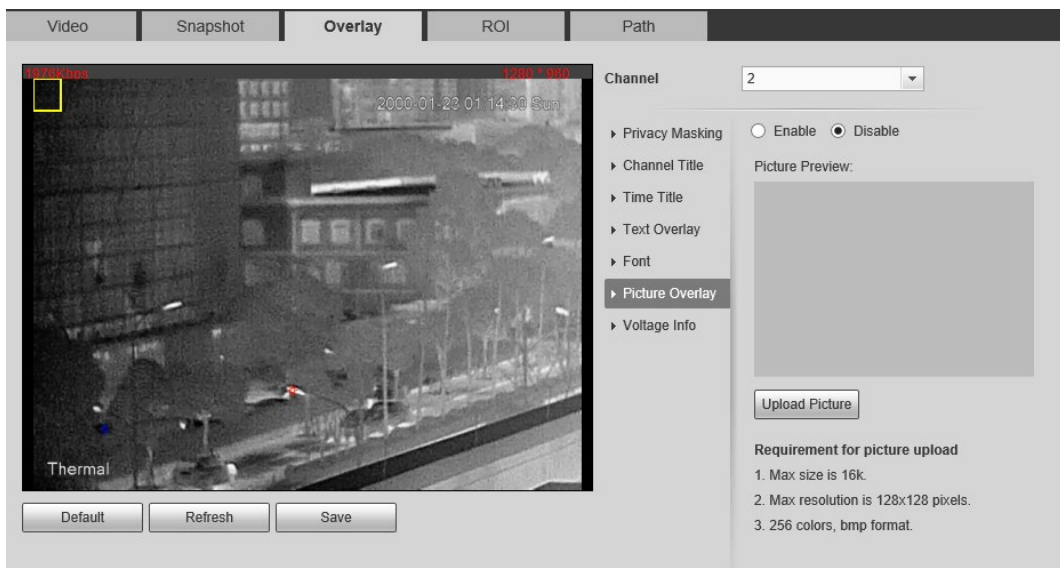 Video Snapshot Overlay ROI Path
1976Kbps 1280 * 960
2000-01-23 01:14:30 Sun
Thermal
Default Refresh Save
Channel 2
Privacy Masking
Channel Title
Time Title
Text Overlay
Font
Picture Overlay
Voltage Info
Enable Disable
Picture Preview:
Upload Picture
Requirement for picture upload
1. Max size is 16k.
2. Max resolution is 128x128 pixels.
3. 256 colors, bmp format.